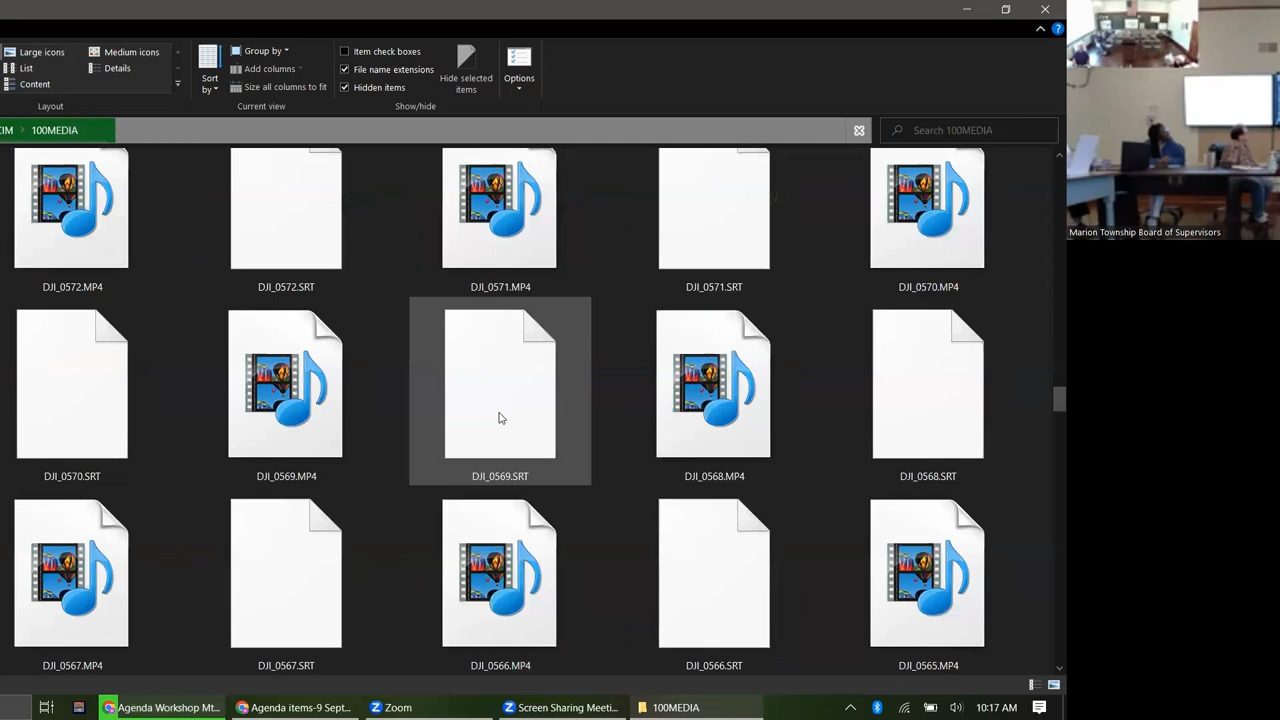 Large icons
Medium icons
List
Details
Content
Layout
Sort by
Group by
Add columns
Size all columns to fit
Current view
Item check boxes
File name extensions
Hidden items
Hide selected items
Options
Show/hide
CIM > 100MEDIA
Search 100MEDIA
DJI_0572.MP4
DJI_0572.SRT
DJI_0571.MP4
DJI_0571.SRT
DJI_0570.MP4
DJI_0570.SRT
DJI_0569.MP4
DJI_0569.SRT
DJI_0568.MP4
DJI_0568.SRT
DJI_0567.MP4
DJI_0567.SRT
DJI_0566.MP4
DJI_0566.SRT
DJI_0565.MP4
Marion Township Board of Supervisors
Agenda Workshop Mt...
Agenda items-9 Sept...
Zoom
Screen Sharing Meeti...
100MEDIA
10:17 AM